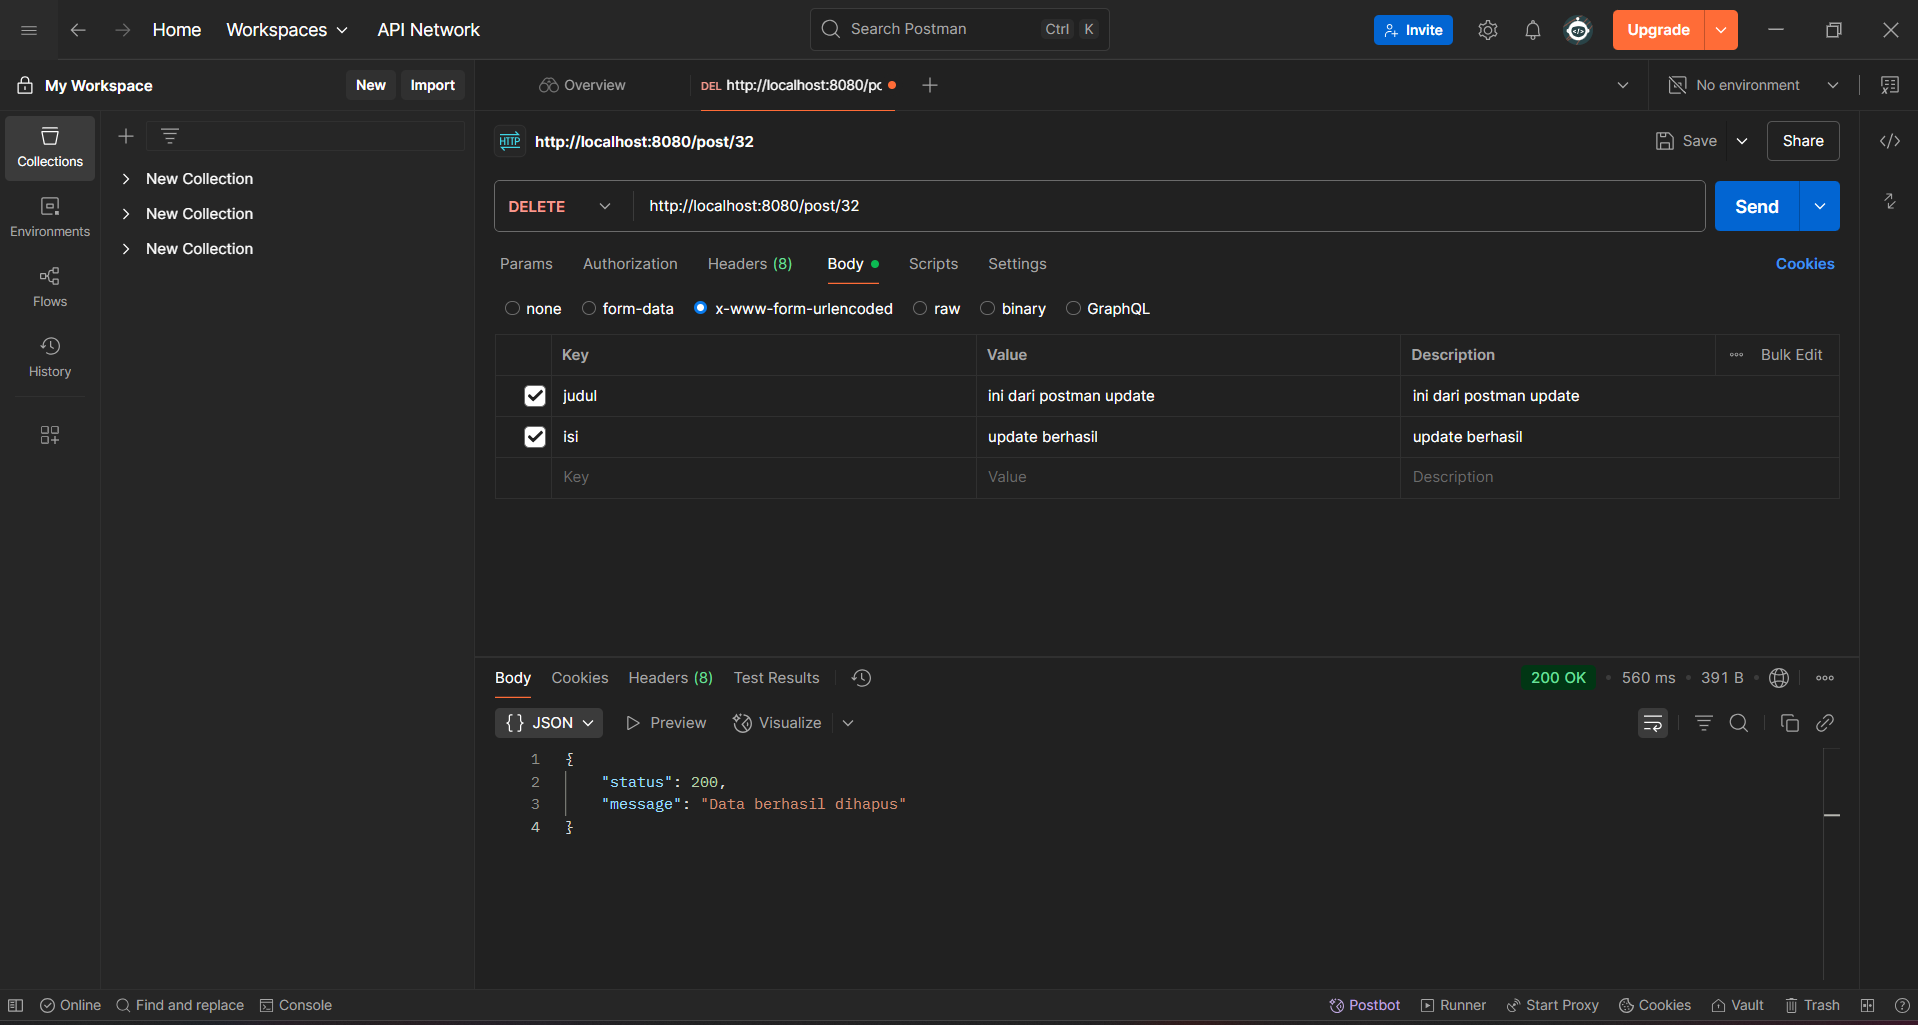 Home Workspaces API Network Search Postman Ctrl K Invite Upgrade
My Workspace New Import Overview DEL http://localhost:8080/po No environment
Collections
Environments
Flows
History
New Collection
New Collection
New Collection
HTTP http://localhost:8080/post/32 Save Share
DELETE http://localhost:8080/post/32 Send
Params Authorization Headers (8) Body Scripts Settings Cookies
none form-data x-www-form-urlencoded raw binary GraphQL
Key Value Description Bulk Edit
judul ini dari postman update ini dari postman update
isi update berhasil update berhasil
Key Value Description
Body Cookies Headers (8) Test Results 200 OK 560 ms 391 B
{} JSON Preview Visualize
1 {
2 "status": 200,
3 "message": "Data berhasil dihapus"
4 }
Online Find and replace Console Postbot Runner Start Proxy Cookies Vault Trash